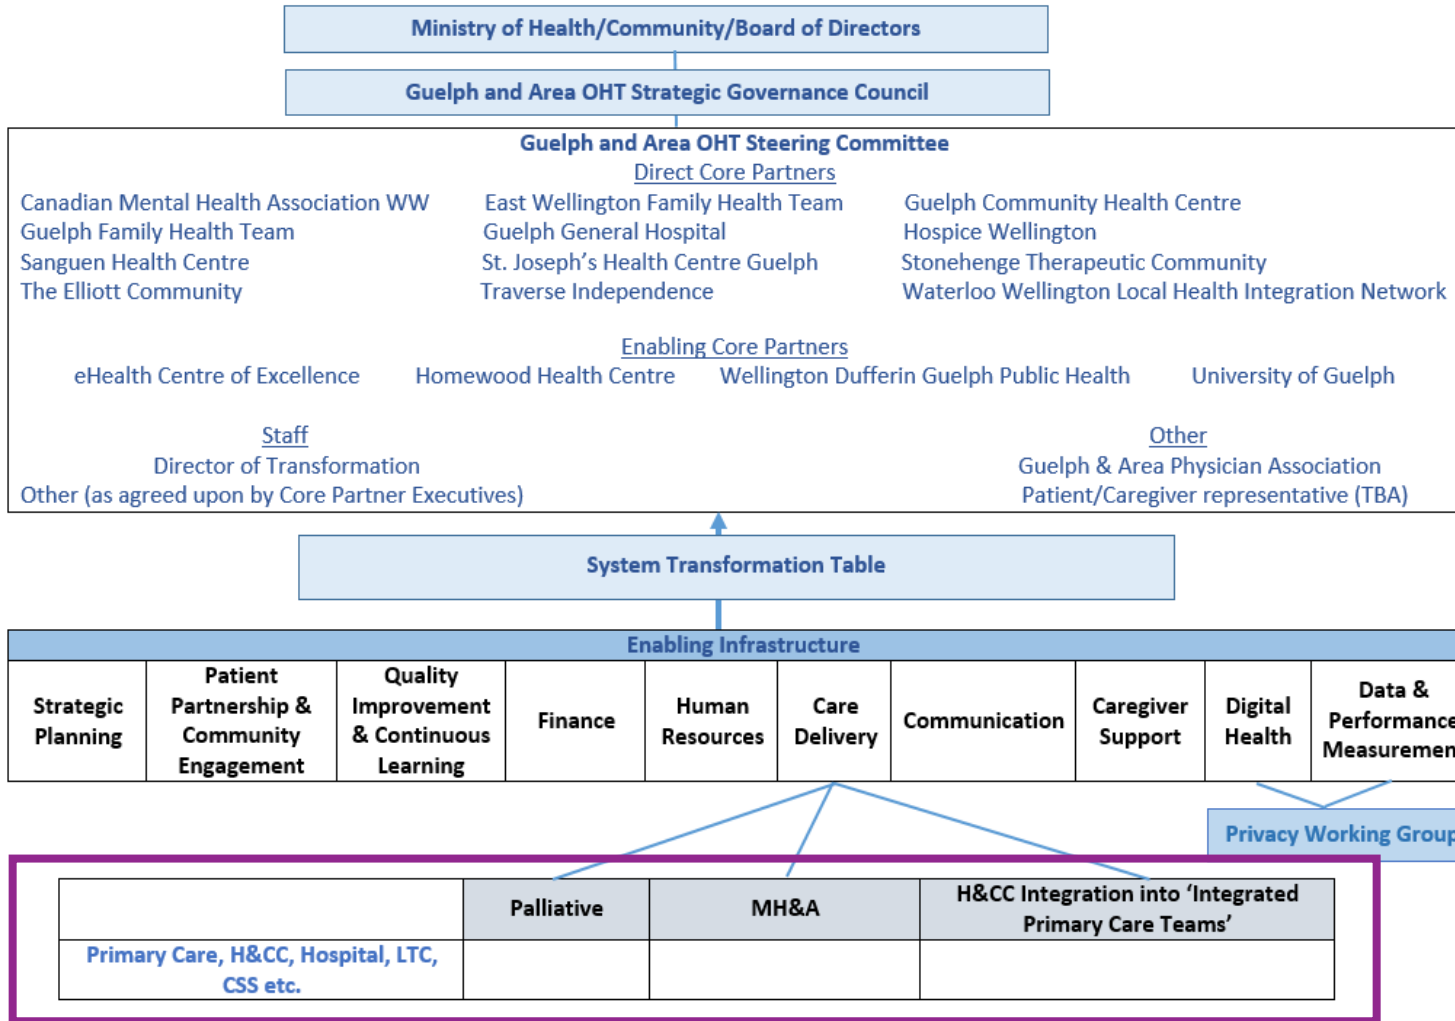 Ministry of Health/Community/Board of Directors
Guelph and Area OHT Strategic Governance Council
Guelph and Area OHT Steering Committee
Direct Core Partners
Canadian Mental Health Association WW East Wellington Family Health Team Guelph Community Health Centre
Guelph Family Health Team Guelph General Hospital Hospice Wellington
Sanguen Health Centre St. Joseph's Health Centre Guelph Stonehenge Therapeutic Community
The Elliott Community Traverse Independence Waterloo Wellington Local Health Integration Network
Enabling Core Partners
eHealth Centre of Excellence Homewood Health Centre Wellington Dufferin Guelph Public Health University of Guelph
Staff
Director of Transformation
Other (as agreed upon by Core Partner Executives)
Other
Guelph & Area Physician Association
Patient/Caregiver representative (TBA)
System Transformation Table
Enabling Infrastructure
Strategic
Planning
Patient
Partnership &
Community
Engagement
Quality
Improvement
& Continuous
Learning
Finance
Human
Resources
Care
Delivery
Communication
Caregiver
Support
Digital
Health
Data &
Performance
Measuremen
Privacy Working Group
Palliative
MH&A
H&CC Integration into 'Integrated
Primary Care Teams'
Primary Care, H&CC, Hospital, LTC,
CSS etc.